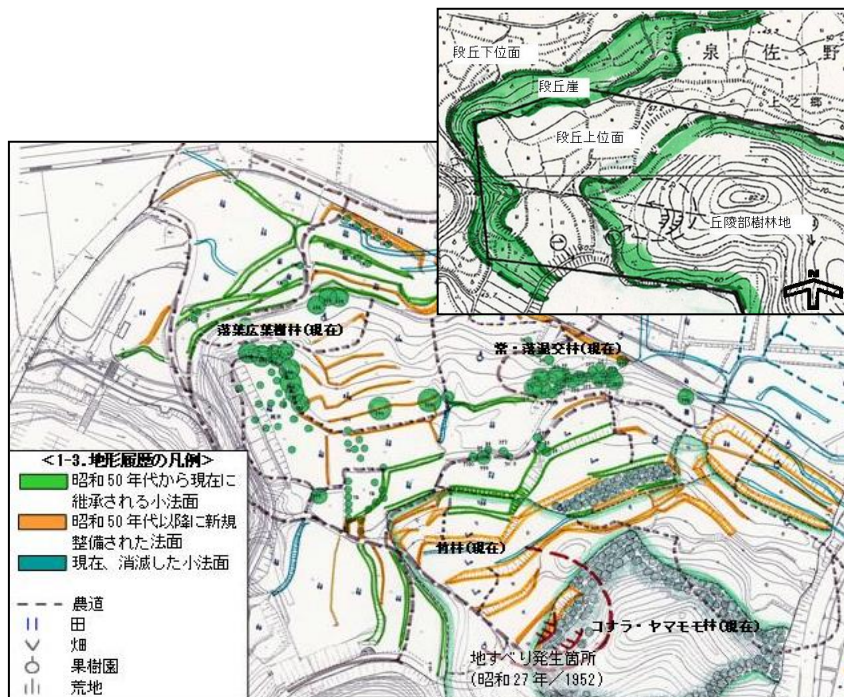 段丘下位面
泉佐野
段丘崖
上之郷
段丘上位面
丘陵部樹林地
N
落葉広葉樹林(現在)
常・落混交林(現在)
<1-3.地形履歴の凡例>
昭和50年代から現在に
継承される小法面
昭和50年代以降に新規
整備された法面
現在、消滅した小法面
農道
田
畑
果樹園
荒地
竹林(現在)
コナラ・ヤマモモ林(現在)
地すべり発生箇所
(昭和27年/1952)